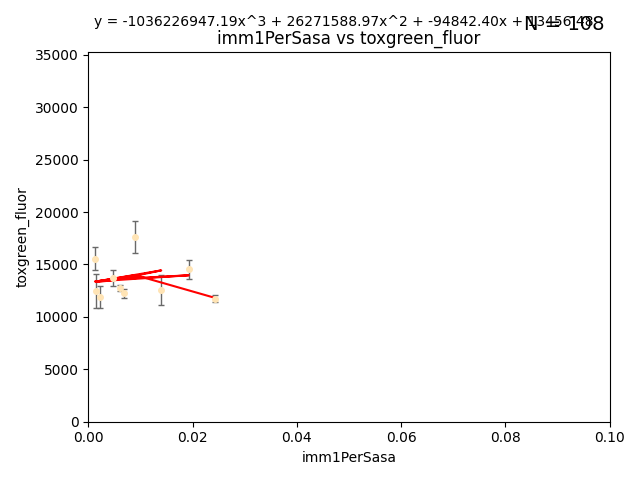 y = -1036226947.19x^3 + 26271588.97x^2 + -94842.40x + 13456.48
N = 108
imm1PerSasa vs toxgreen_fluor
35000
30000
25000
20000
15000
10000
5000
0
toxgreen_fluor
0.00 0.02 0.04 0.06 0.08 0.10
imm1PerSasa